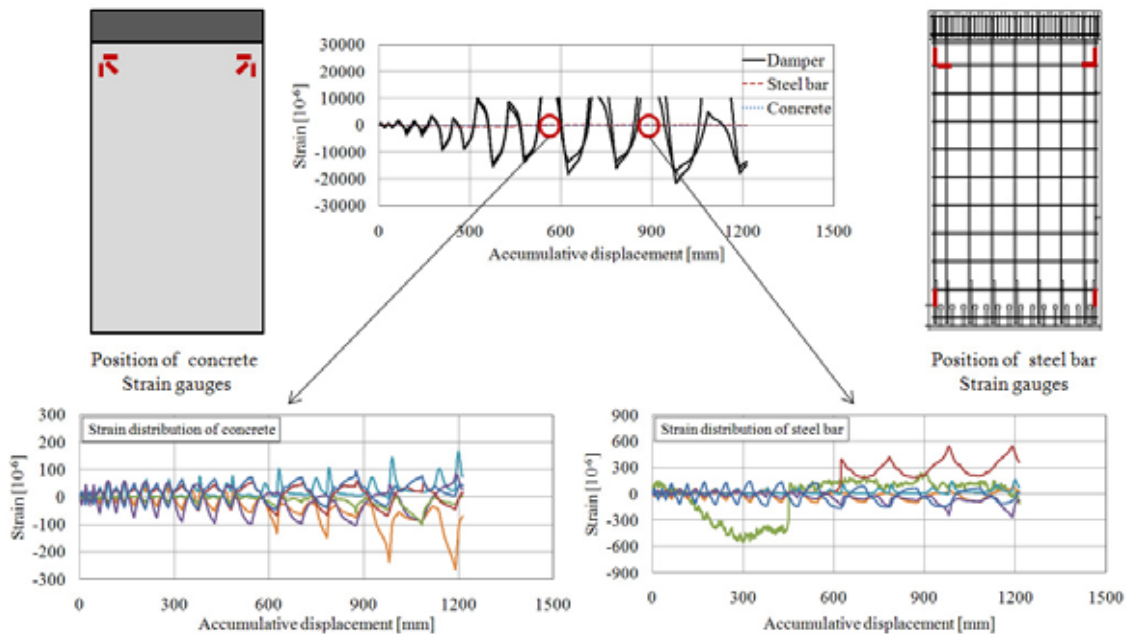 30000
20000
10000
0
-10000
-20000
-30000
Strain [10⁻⁶]
Damper
Steel bar
Concrete
0 300 600 900 1200 1500
Accumulative displacement [mm]
Position of concrete
Strain gauges
Position of steel bar
Strain gauges
300
200
100
0
-100
-200
-300
Strain [10⁻⁶]
Strain distribution of concrete
0 300 600 900 1200 1500
Accumulative displacement [mm]
900
600
300
0
-300
-600
-900
Strain [10⁻⁶]
Strain distribution of steel bar
0 300 600 900 1200 1500
Accumulative displacement [mm]